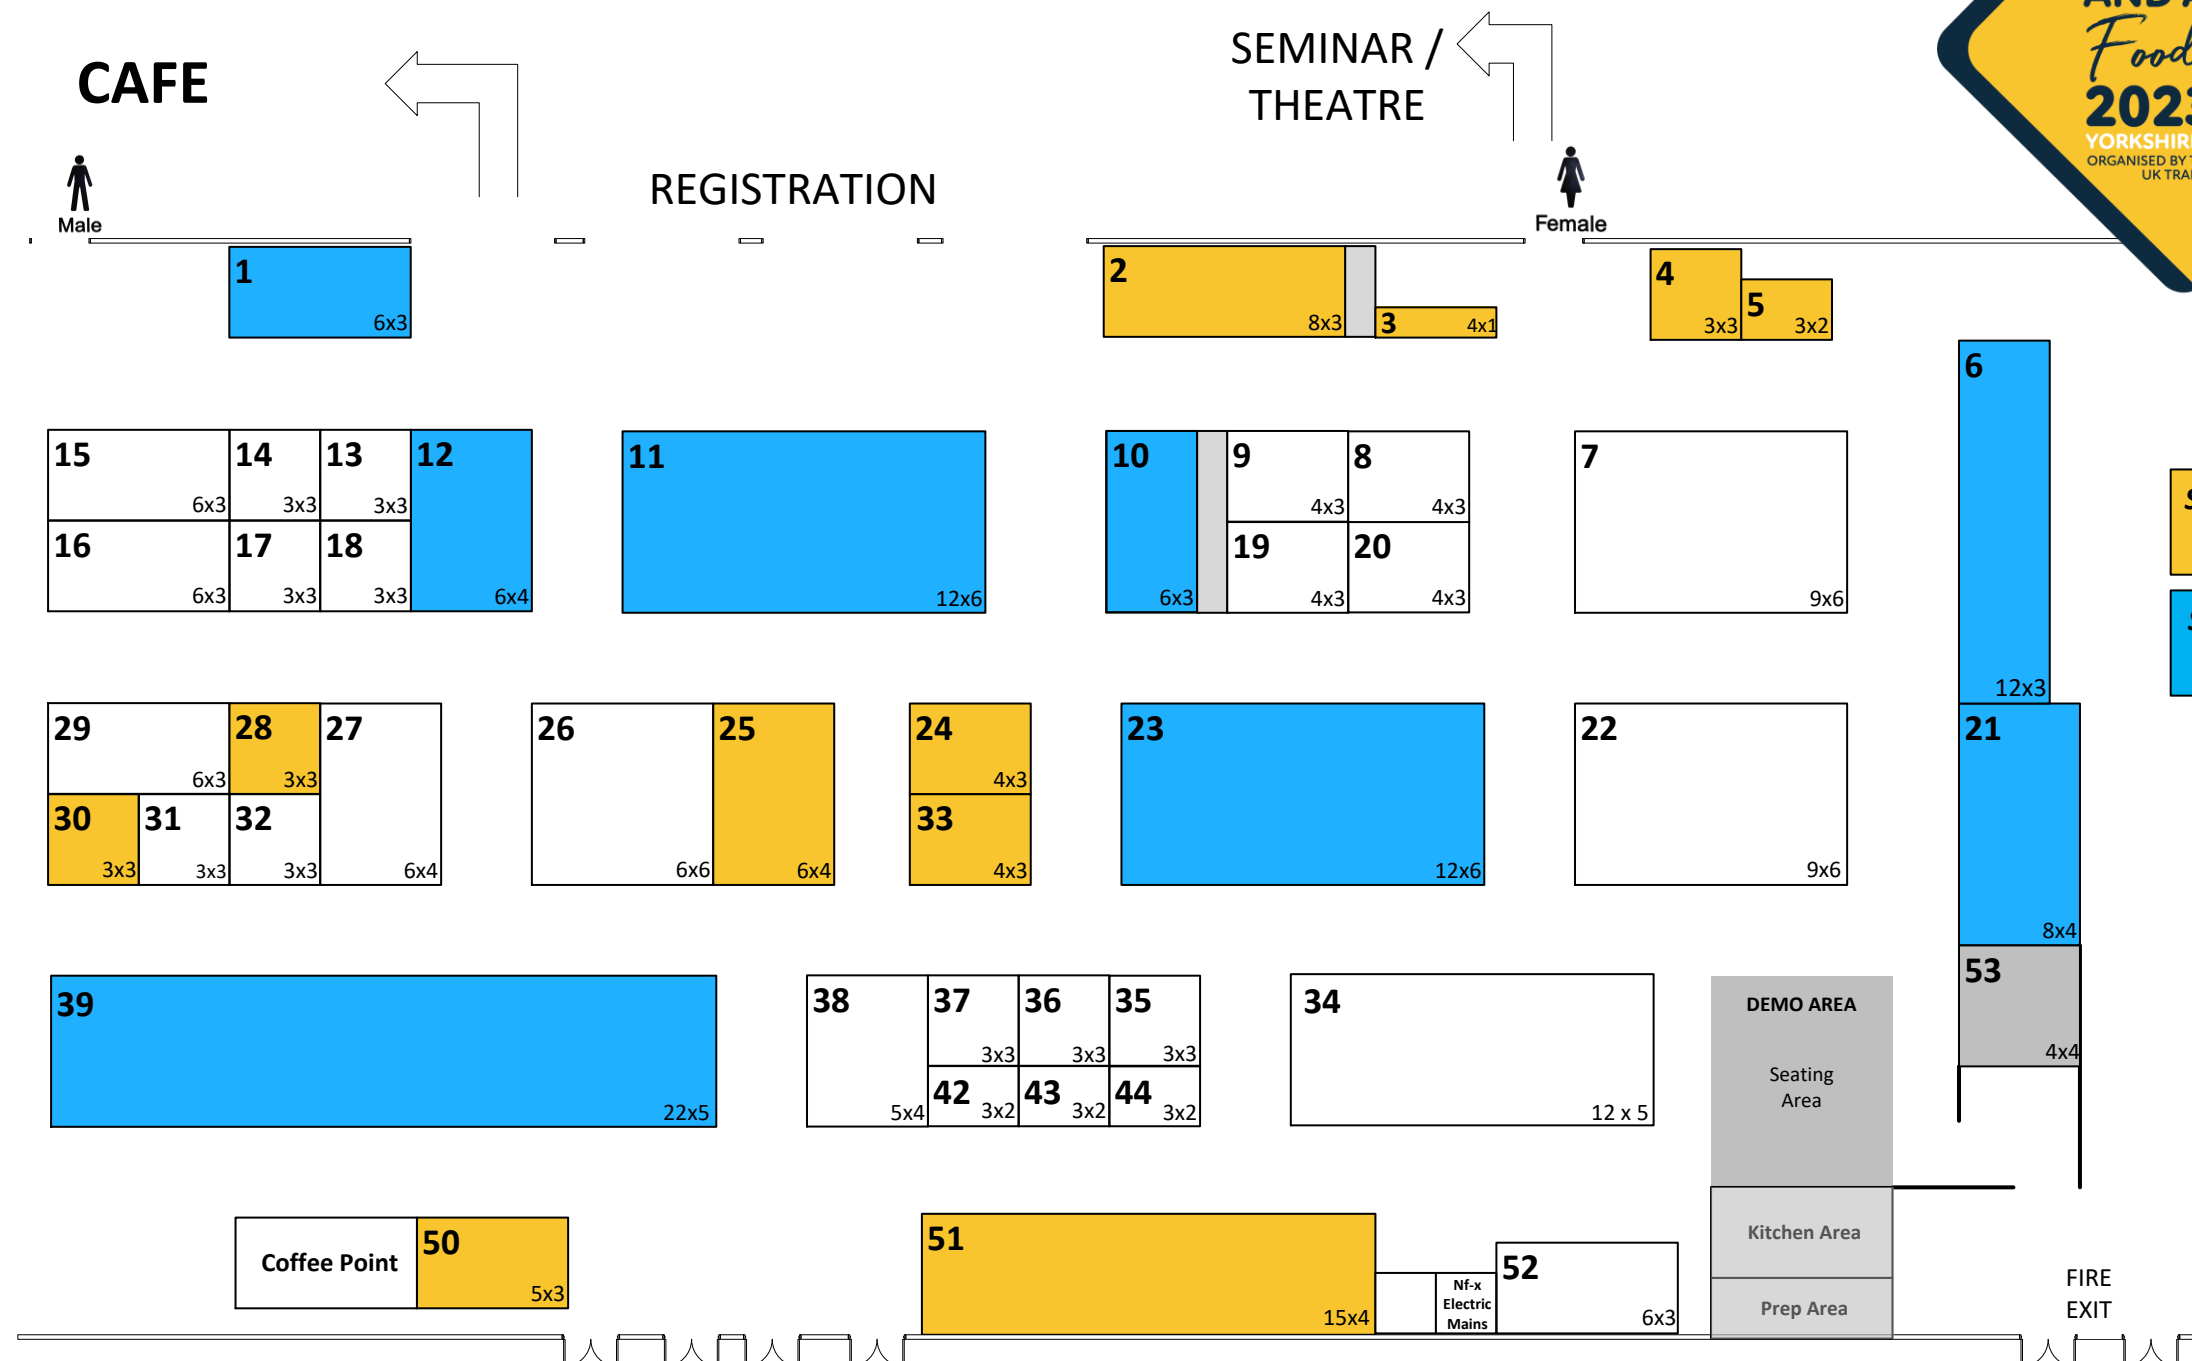 CAFE
SEMINAR /
THEATRE
REGISTRATION
Male
Female
Food
2023
YORKSHIRE
ORGANISED BY
1
6x3
2
8x3
3
4x1
4
3x3
5
3x2
6
12x3
15
6x3
14
3x3
13
3x3
12
6x4
16
6x3
17
3x3
18
3x3
11
12x6
10
6x3
9
4x3
8
4x3
19
4x3
20
4x3
7
9x6
29
6x3
28
3x3
27
6x4
30
3x3
31
3x3
32
3x3
26
6x6
25
6x4
24
4x3
33
4x3
23
12x6
22
9x6
21
8x4
53
4x4
39
22x5
38
5x4
37
3x3
36
3x3
35
3x3
42
3x2
43
3x2
44
3x2
34
12 x 5
DEMO AREA
Seating
Area
Kitchen Area
Prep Area
Coffee Point
50
5x3
51
15x4
Nf-x
Electric
Mains
52
6x3
FIRE
EXIT